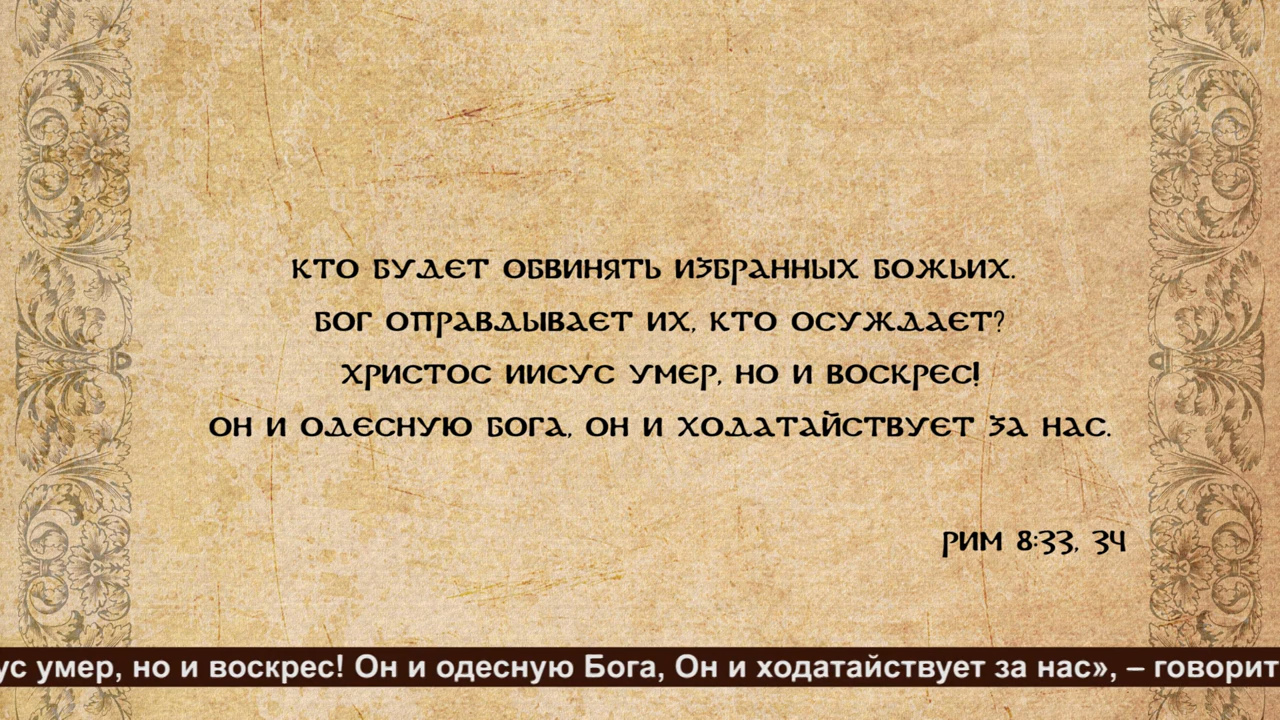 КТО БУДЕТ ОБВИНЯТЬ ИЗБРАННЫХ БОЖЬИХ.
БОГ ОПРАВДЫВАЕТ ИХ, КТО ОСУЖДАЕТ?
ХРИСТОС ИИСУС УМЕР, НО И ВОСКРЕС!
ОН И ОДЕСНУЮ БОГА, ОН И ХОДАТАЙСТВУЕТ ЗА НАС.
РИМ 8:33, 34
ус умер, но и воскрес! Он и одесную Бога, Он и ходатайствует за нас», – говорит